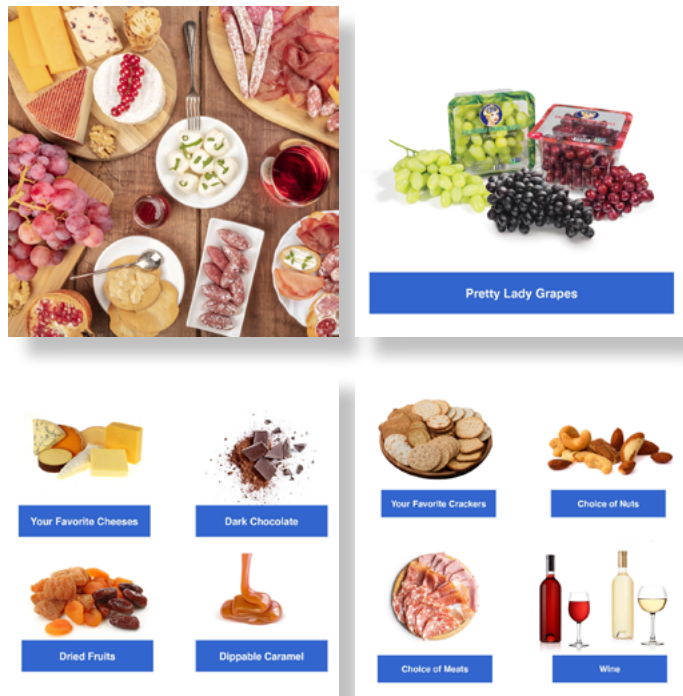 Pretty Lady Grapes
Your Favorite Cheeses
Dark Chocolate
Your Favorite Crackers
Choice of Nuts
Dried Fruits
Dippable Caramel
Choice of Meats
Wine